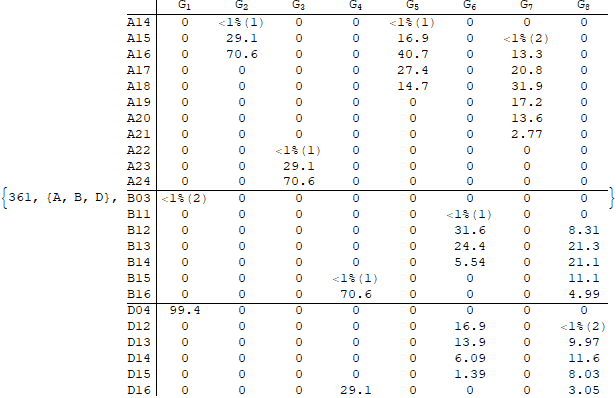 G1 G2 G3 G4 G5 G6 G7 G8
A14 0 <1%(1) 0 0 <1%(1) 0 0 0
A15 0 29.1 0 0 16.9 0 <1%(2) 0
A16 0 70.6 0 0 40.7 0 13.3 0
A17 0 0 0 0 27.4 0 20.8 0
A18 0 0 0 0 14.7 0 31.9 0
A19 0 0 0 0 0 0 17.2 0
A20 0 0 0 0 0 0 13.6 0
A21 0 0 0 0 0 0 2.77 0
A22 0 0 <1%(1) 0 0 0 0 0
A23 0 0 29.1 0 0 0 0 0
A24 0 0 70.6 0 0 0 0 0
{361, {A, B, D}, B03 <1%(2) 0 0 0 0 0 0 0 }
B11 0 0 0 0 0 <1%(1) 0 0
B12 0 0 0 0 0 31.6 0 8.31
B13 0 0 0 0 0 24.4 0 21.3
B14 0 0 0 0 0 5.54 0 21.1
B15 0 0 0 <1%(1) 0 0 0 11.1
B16 0 0 0 70.6 0 0 0 4.99
D04 99.4 0 0 0 0 0 0 0
D12 0 0 0 0 0 16.9 0 <1%(2)
D13 0 0 0 0 0 13.9 0 9.97
D14 0 0 0 0 0 6.09 0 11.6
D15 0 0 0 0 0 1.39 0 8.03
D16 0 0 0 29.1 0 0 0 3.05